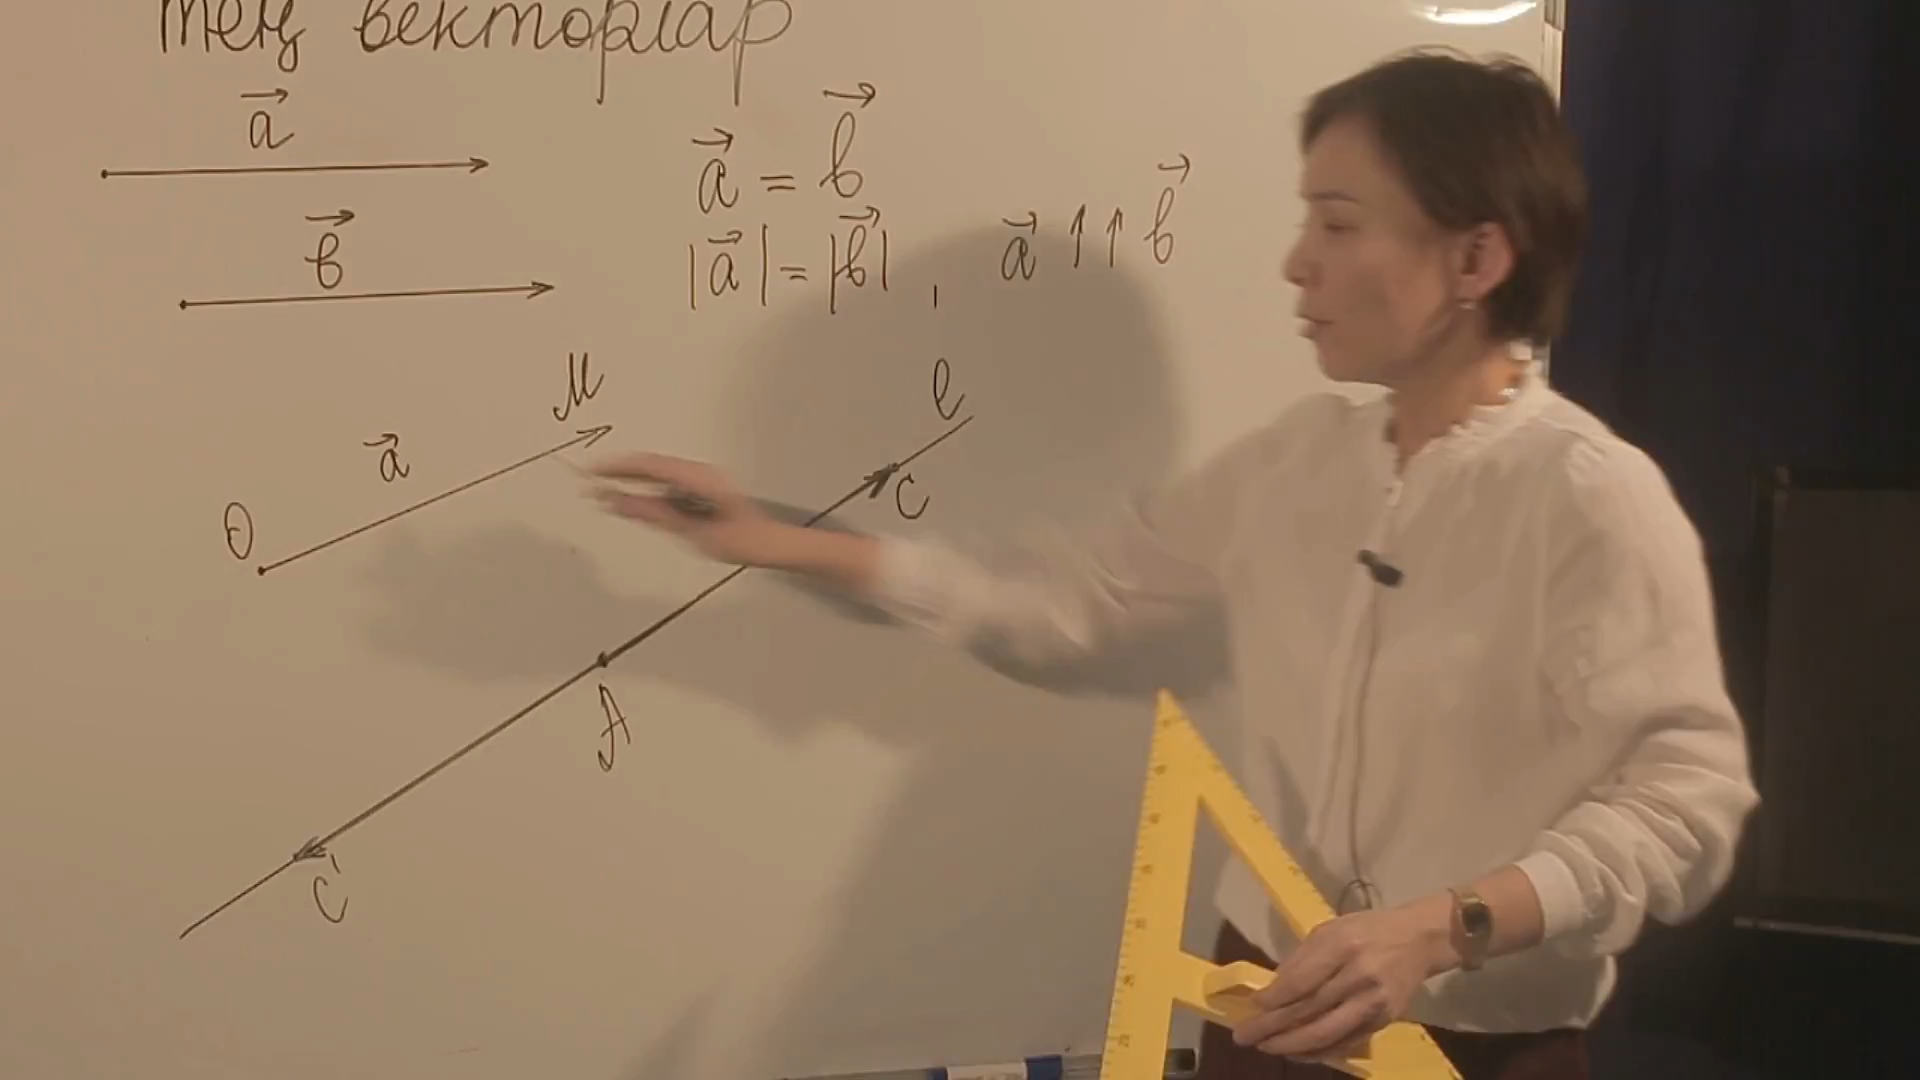 тең векторлар
a⃗
a⃗ = b⃗
b⃗
|a⃗| = |b⃗|, a⃗ ↑↑ b⃗
M
ℓ
a⃗
C
O
A
C'